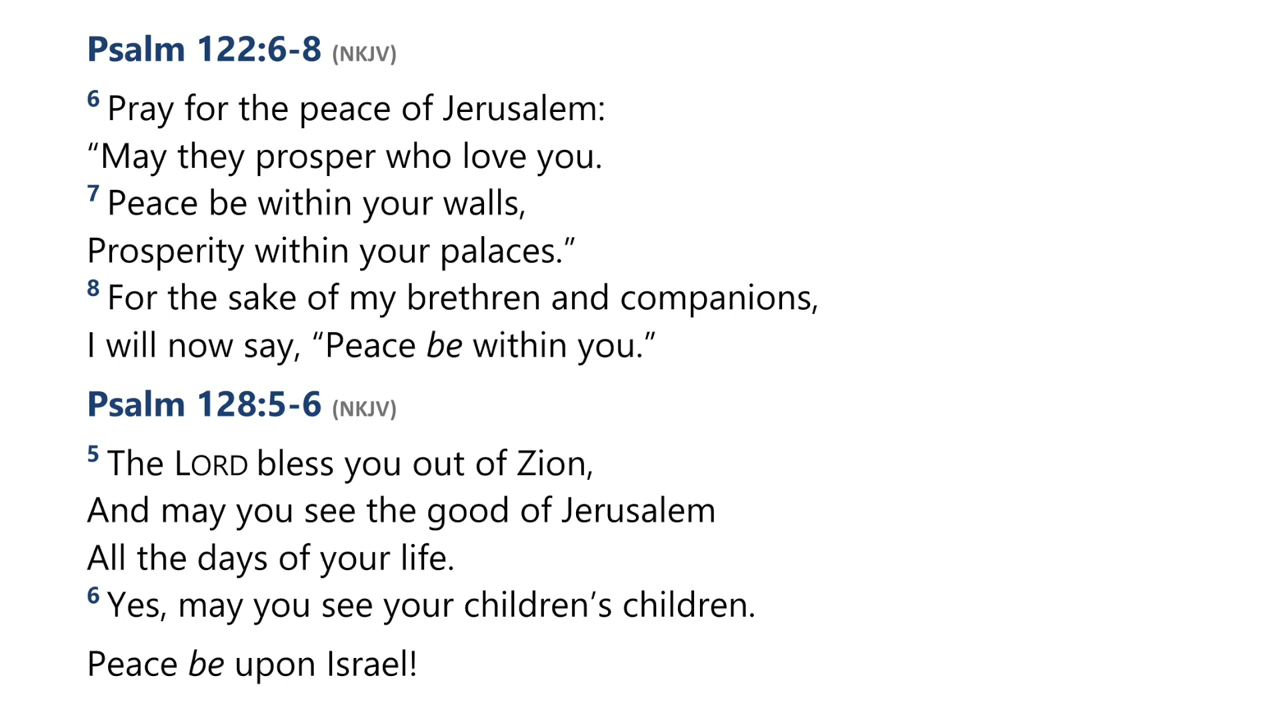 Psalm 122:6-8 (NKJV)
6 Pray for the peace of Jerusalem:
“May they prosper who love you.
7 Peace be within your walls,
Prosperity within your palaces.”
8 For the sake of my brethren and companions,
I will now say, “Peace be within you.”
Psalm 128:5-6 (NKJV)
5 The LORD bless you out of Zion,
And may you see the good of Jerusalem
All the days of your life.
6 Yes, may you see your children’s children.
Peace be upon Israel!